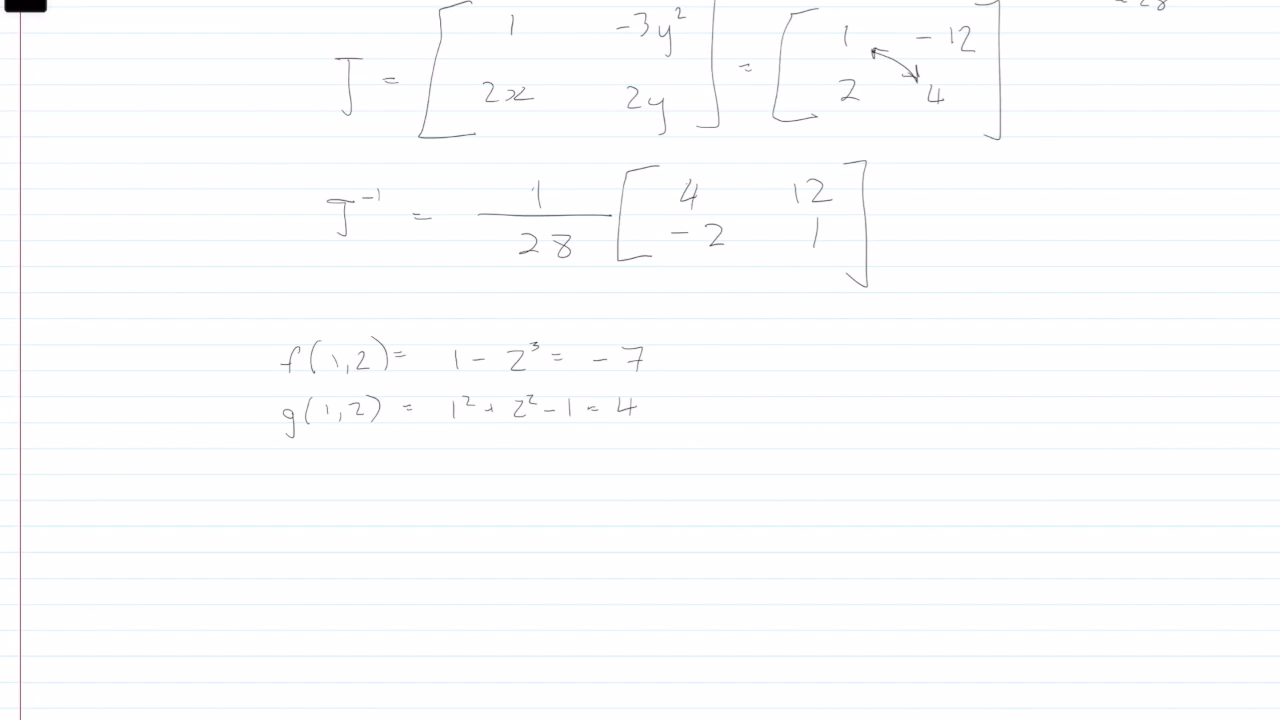 = 28
J = [ 1 -3y² ; 2x 2y ] = [ 1 -12 ; 2 4 ]
J⁻¹ = 1/28 [ 4 12 ; -2 1 ]
f(1,2) = 1 - 2³ = -7
g(1,2) = 1² + 2² - 1 = 4